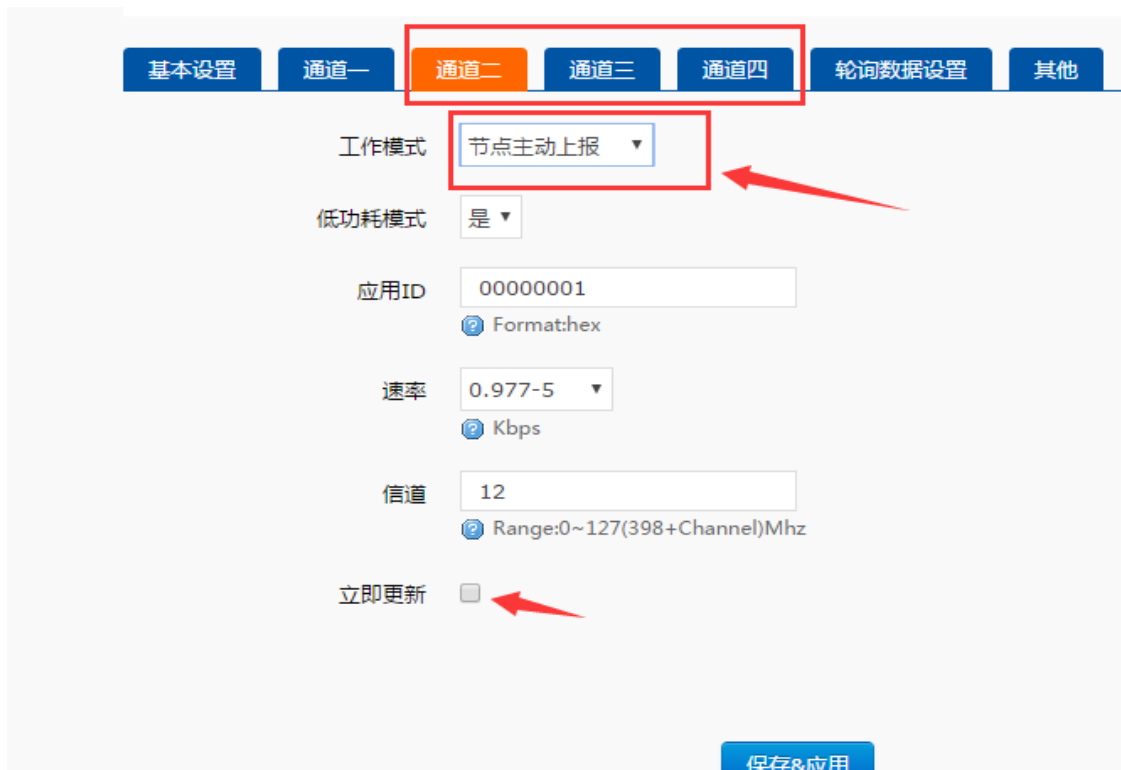 基本设置 通道一 通道二 通道三 通道四 轮询数据设置 其他
工作模式 节点主动上报
低功耗模式 是
应用ID 00000001
Format:hex
速率 0.977-5
Kbps
信道 12
Range:0~127(398+Channel)Mhz
立即更新
保存&应用